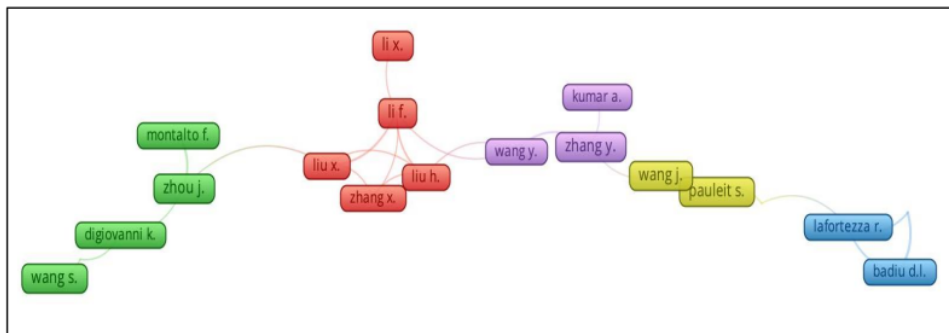 li x.
kumar a.
li f.
montalto f.
wang y.
zhang y.
liu x.
liu h.
wang j.
zhou j.
zhang x.
pauleit s.
lafortezza r.
digiovanni k.
badiu d.l.
wang s.